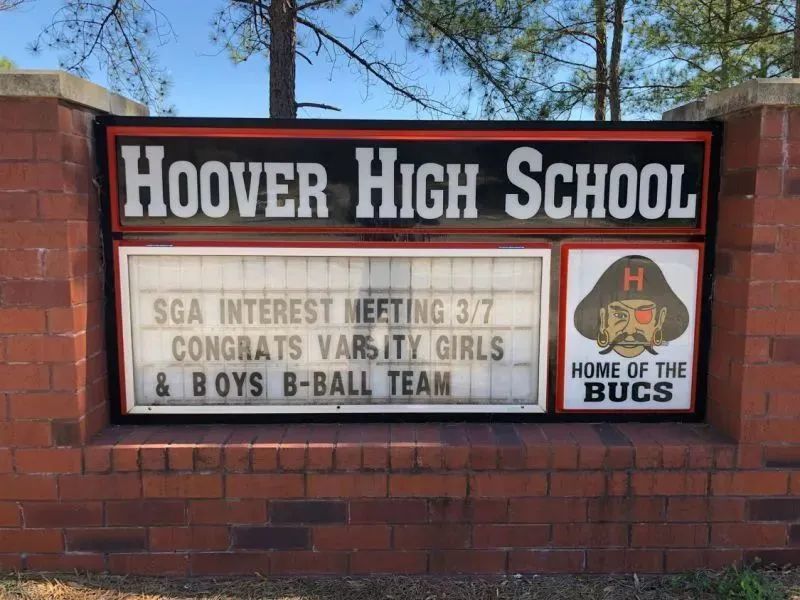 HOOVER HIGH SCHOOL
SGA INTEREST MEETING 3/7
CONGRATS VARSITY GIRLS
& BOYS B-BALL TEAM
H
HOME OF THE
BUCS